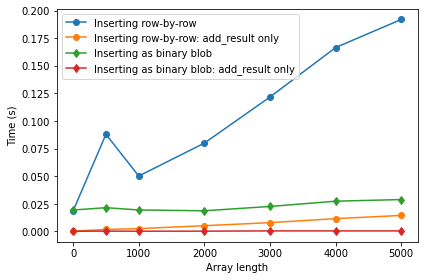 0.200
0.175
0.150
0.125
0.100
0.075
0.050
0.025
0.000
Time (s)
Inserting row-by-row
Inserting row-by-row: add_result only
Inserting as binary blob
Inserting as binary blob: add_result only
0 1000 2000 3000 4000 5000
Array length